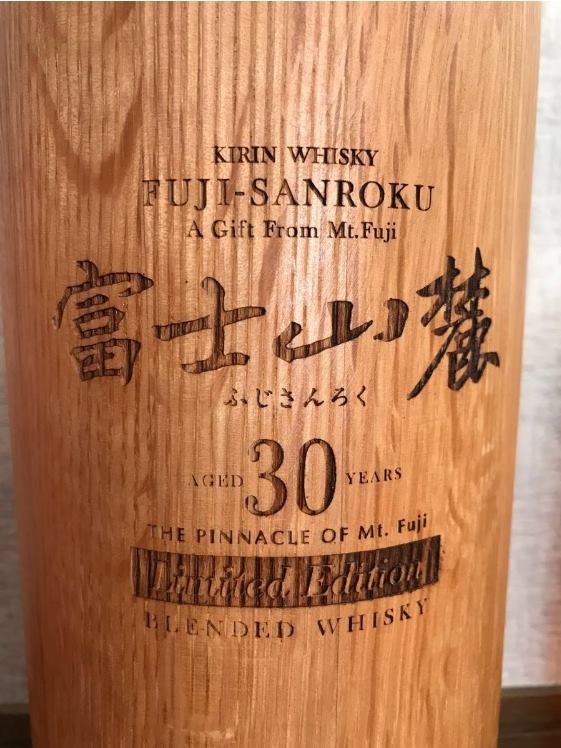 KIRIN WHISKY
FUJI-SANROKU
A Gift From Mt.Fuji
富士山麓
ふじさんろく
AGED 30 YEARS
THE PINNACLE OF Mt. Fuji
Limited Edition
BLENDED WHISKY